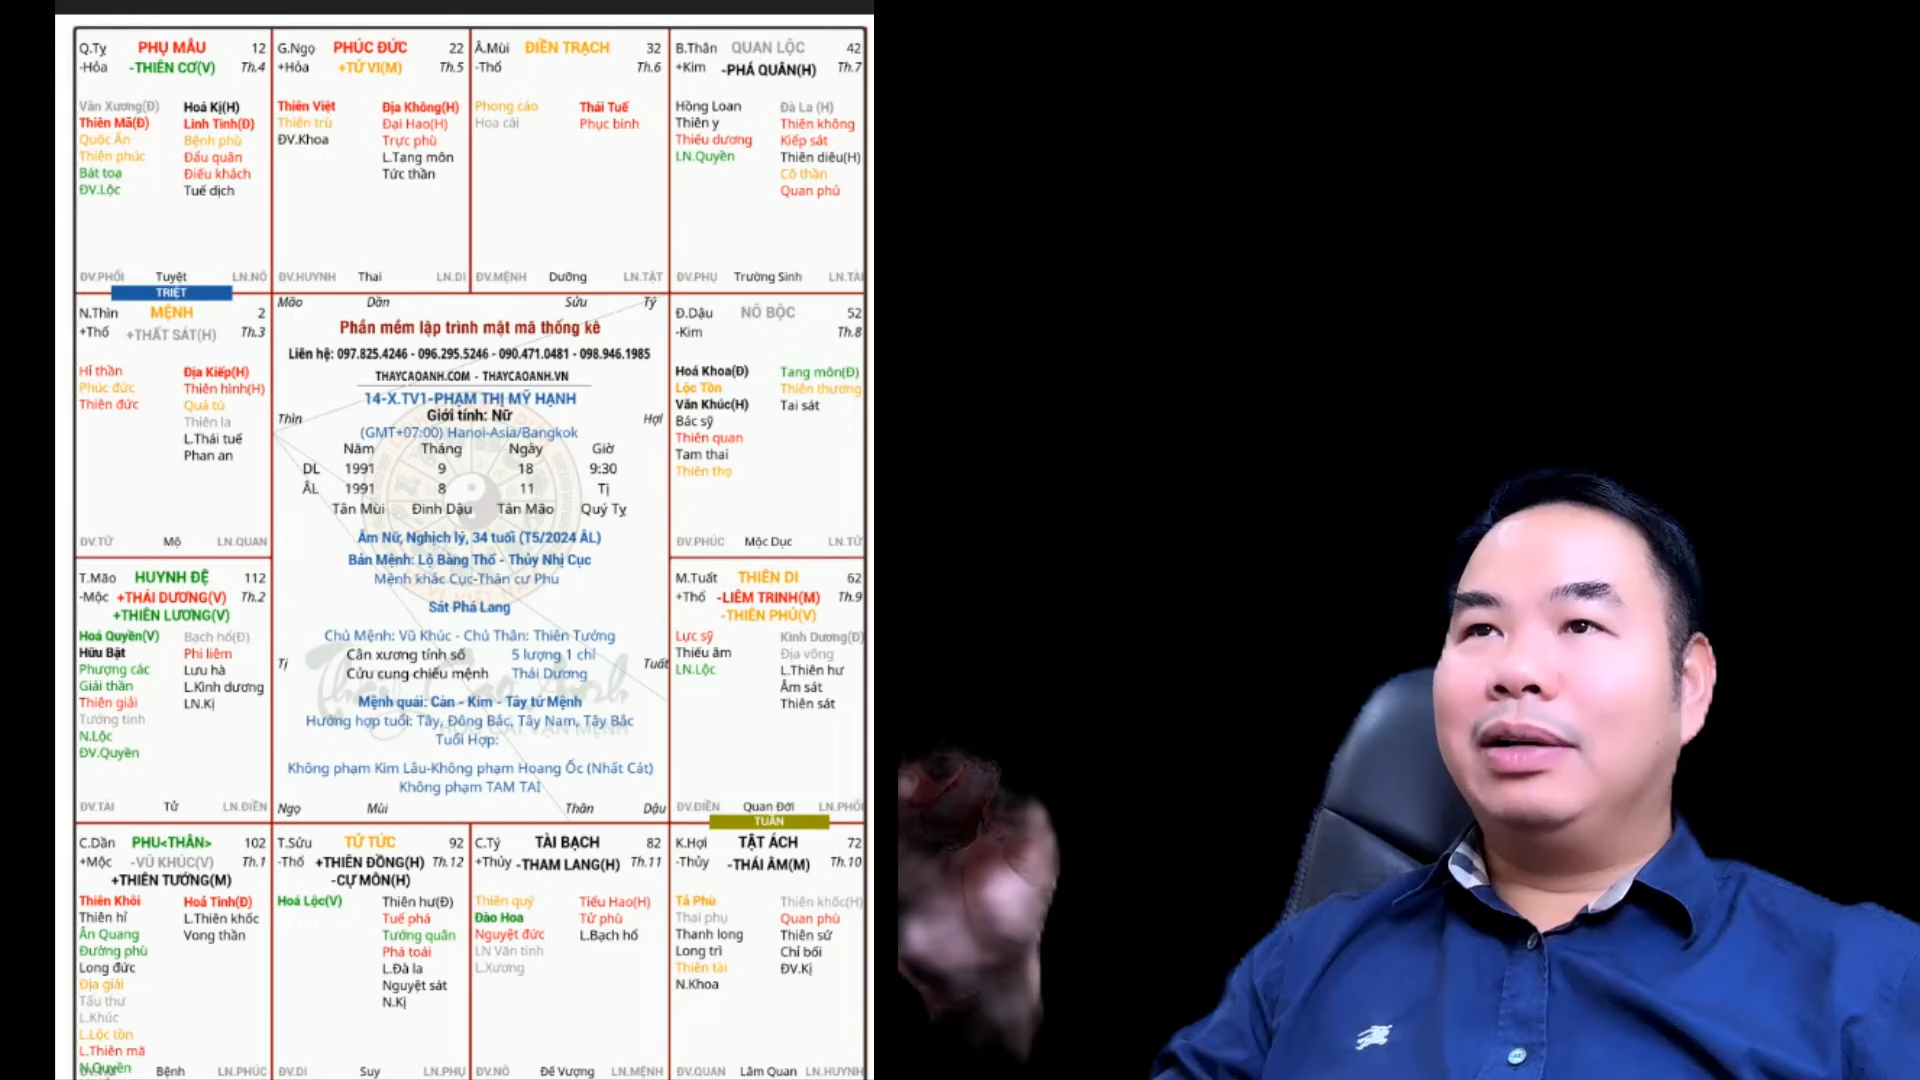 Q.Tỵ PHỤ MẪU 12
-Hỏa -THIÊN CƠ(V) Th.4
Văn Xương(Đ) Hoá Kị(H)
Thiên Mã(Đ) Linh Tinh(Đ)
Quốc Ấn Bệnh phù
Thiên phúc Đẩu quân
Bát toạ Điếu khách
ĐV.Lộc Tuế dịch
ĐV.PHỐI Tuyệt LN.NÔ
G.Ngọ PHÚC ĐỨC 22
+Hỏa +TỬ VI(M) Th.5
Thiên Việt Địa Không(H)
Thiên trù Đại Hao(H)
ĐV.Khoa Trực phù
L.Tang môn
Tức thần
ĐV.HUYNH Thai LN.DI
Â.Mùi ĐIỀN TRẠCH 32
-Thổ Th.6
Phong cáo Thái Tuế
Hoa cái Phục binh
ĐV.MỆNH Dưỡng LN.TẬT
B.Thân QUAN LỘC 42
+Kim -PHÁ QUÂN(H) Th.7
Hồng Loan Đà La (H)
Thiên y Thiên không
Thiếu dương Kiếp sát
LN.Quyền Thiên diêu(H)
Cô thần
Quan phủ
ĐV.PHỤ Trường Sinh LN.TÀI
TRIỆT
N.Thìn MỆNH 2
+Thổ +THẤT SÁT(H) Th.3
Hỉ thần Địa Kiếp(H)
Phúc đức Thiên hình(H)
Thiên đức Quả tú
Thiên la
L.Thái tuế
Phan an
ĐV.TỬ Mộ LN.QUAN
Mão Dần Sửu Tý
Phần mềm lập trình mật mã thống kê
Liên hệ: 097.825.4246 - 096.295.5246 - 090.471.0481 - 098.946.1985
THAYCAOANH.COM - THAYCAOANH.VN
14-X.TV1-PHẠM THỊ MỸ HẠNH
Giới tính: Nữ
Thìn Hợi
(GMT+07:00) Hanoi-Asia/Bangkok
Năm Tháng Ngày Giờ
DL 1991 9 18 9:30
ÂL 1991 8 11 Tị
Tân Mùi Đinh Dậu Tân Mão Quý Tỵ
Âm Nữ, Nghịch lý, 34 tuổi (T5/2024 ÂL)
Bản Mệnh: Lộ Bàng Thổ - Thủy Nhị Cục
Mệnh khắc Cục-Thân cư Phu
Sát Phá Lang
Chủ Mệnh: Vũ Khúc - Chủ Thân: Thiên Tướng
Cân xương tính số 5 lượng 1 chỉ
Tị Tuất
Cửu cung chiếu mệnh Thái Dương
Mệnh quái: Càn - Kim - Tây tứ Mệnh
Hướng hợp tuổi: Tây, Đông Bắc, Tây Nam, Tây Bắc
Tuổi Hợp:
Không phạm Kim Lâu-Không phạm Hoang Ốc (Nhất Cát)
Không phạm TAM TAI
Ngọ Mùi Thân Dậu
Thầy Cao Anh
Đ.Dậu NÔ BỘC 52
-Kim Th.8
Hoá Khoa(Đ) Tang môn(Đ)
Lộc Tồn Thiên thương
Văn Khúc(H) Tai sát
Bác sỹ
Thiên quan
Tam thai
Thiên thọ
ĐV.PHÚC Mộc Dục LN.TỬ
T.Mão HUYNH ĐỆ 112
-Mộc +THÁI DƯƠNG(V) Th.2
+THIÊN LƯƠNG(V)
Hoá Quyền(V) Bạch hổ(Đ)
Hữu Bật Phi liêm
Phượng các Lưu hà
Giải thần L.Kình dương
Thiên giải LN.Kị
Tướng tinh
N.Lộc
ĐV.Quyền
ĐV.TÀI Tử LN.ĐIỀN
M.Tuất THIÊN DI 62
+Thổ -LIÊM TRINH(M) Th.9
-THIÊN PHỦ(V)
Lực sỹ Kình Dương(Đ)
Thiếu âm Địa võng
LN.Lộc L.Thiên hư
Âm sát
Thiên sát
ĐV.ĐIỀN Quan Đới LN.PHỐI
TUẦN
C.Dần PHU<THÂN> 102
+Mộc -VŨ KHÚC(V) Th.1
+THIÊN TƯỚNG(M)
Thiên Khôi Hoả Tinh(Đ)
Thiên hỉ L.Thiên khốc
Ân Quang Vong thần
Đường phù
Long đức
Địa giải
Tấu thư
L.Khúc
L.Lộc tồn
L.Thiên mã
N.Quyền
Bệnh LN.PHÚC
T.Sửu TỬ TỨC 92
-Thổ +THIÊN ĐỒNG(H) Th.12
-CỰ MÔN(H)
Hoá Lộc(V) Thiên hư(Đ)
Tuế phá
Tướng quân
Phá toái
L.Đà la
Nguyệt sát
N.Kị
ĐV.DI Suy LN.PHỤ
C.Tý TÀI BẠCH 82
+Thủy -THAM LANG(H) Th.11
Thiên quý Tiểu Hao(H)
Đào Hoa Tử phù
Nguyệt đức L.Bạch hổ
LN Văn tinh
L.Xương
ĐV.NÔ Đế Vượng LN.MỆNH
K.Hợi TẬT ÁCH 72
-Thủy -THÁI ÂM(M) Th.10
Tả Phù Thiên khốc(H)
Thai phụ Quan phù
Thanh long Thiên sứ
Long trì Chỉ bối
Thiên tài ĐV.Kị
N.Khoa
ĐV.QUAN Lâm Quan LN.HUYNH